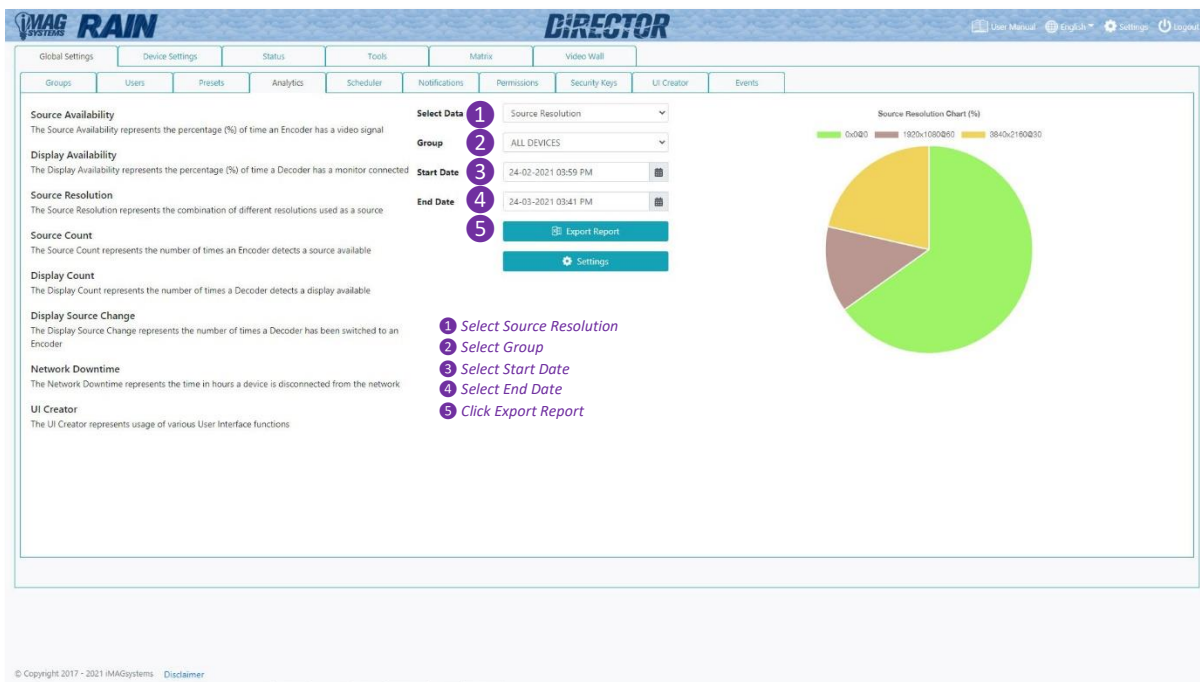 iMAG SYSTEMS RAIN
DiRECTOR
User Manual English Settings Logout
Global Settings Device Settings Status Tools Matrix Video Wall
Groups Users Presets Analytics Scheduler Notifications Permissions Security Keys UI Creator Events
Source Availability
The Source Availability represents the percentage (%) of time an Encoder has a video signal
Display Availability
The Display Availability represents the percentage (%) of time a Decoder has a monitor connected
Source Resolution
The Source Resolution represents the combination of different resolutions used as a source
Source Count
The Source Count represents the number of times an Encoder detects a source available
Display Count
The Display Count represents the number of times a Decoder detects a display available
Display Source Change
The Display Source Change represents the number of times a Decoder has been switched to an
Encoder
Network Downtime
The Network Downtime represents the time in hours a device is disconnected from the network
UI Creator
The UI Creator represents usage of various User Interface functions
Select Data 1 Source Resolution
Group 2 ALL DEVICES
Start Date 3 24-02-2021 03:59 PM
End Date 4 24-03-2021 03:41 PM
5 Export Report
Settings
1 Select Source Resolution
2 Select Group
3 Select Start Date
4 Select End Date
5 Click Export Report
Source Resolution Chart (%)
0x0@0 1920x1080@60 3840x2160@30
© Copyright 2017 - 2021 iMAGsystems Disclaimer